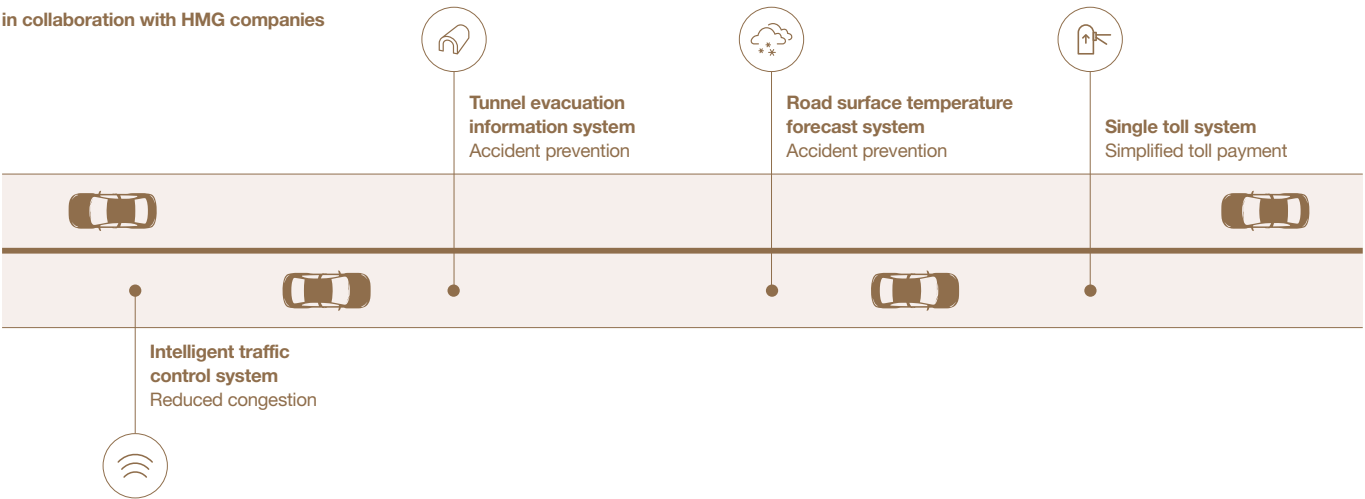 in collaboration with HMG companies
Tunnel evacuation
information system
Accident prevention
Road surface temperature
forecast system
Accident prevention
Single toll system
Simplified toll payment
Intelligent traffic
control system
Reduced congestion